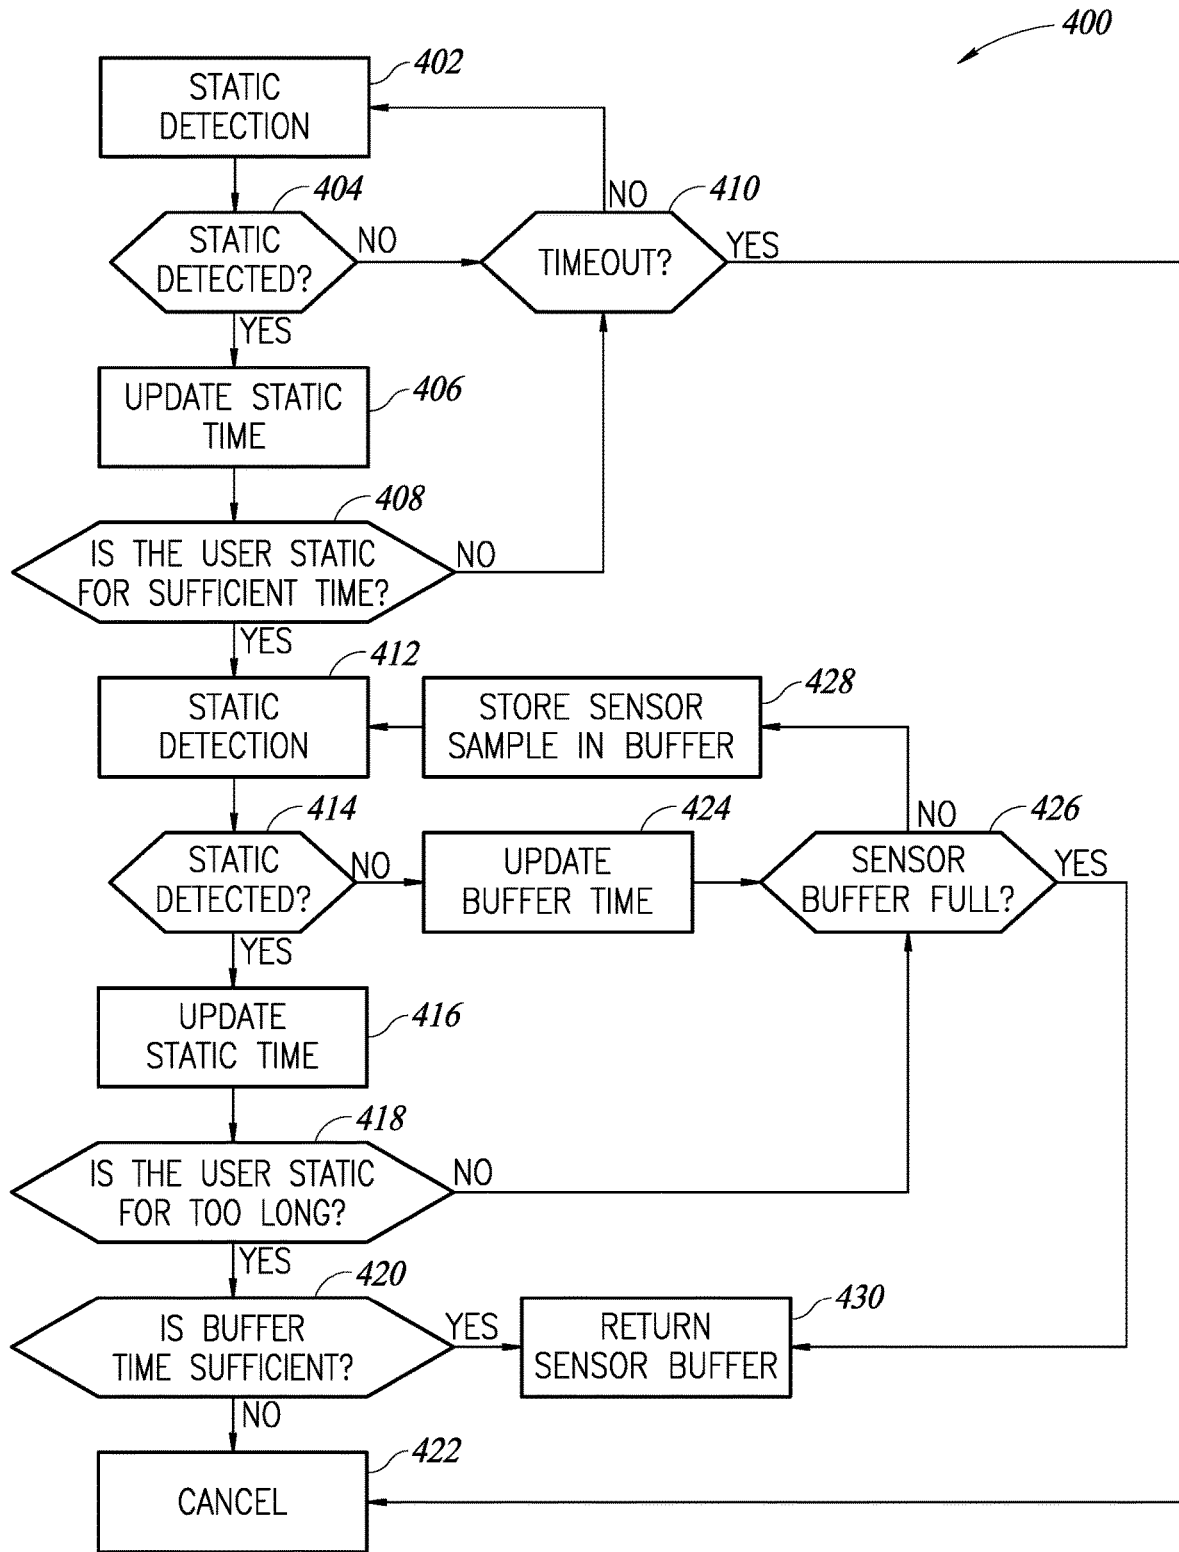 400
402
STATIC
DETECTION
404
NO
410
STATIC
DETECTED?
NO
TIMEOUT?
YES
YES
UPDATE STATIC
TIME
406
408
IS THE USER STATIC
FOR SUFFICIENT TIME?
NO
YES
412
428
STATIC
DETECTION
STORE SENSOR
SAMPLE IN BUFFER
414
424
NO
426
STATIC
DETECTED?
NO
UPDATE
BUFFER TIME
SENSOR
BUFFER FULL?
YES
YES
UPDATE
STATIC TIME
416
418
IS THE USER STATIC
FOR TOO LONG?
NO
YES
420
430
IS BUFFER
TIME SUFFICIENT?
YES
RETURN
SENSOR BUFFER
NO
422
CANCEL